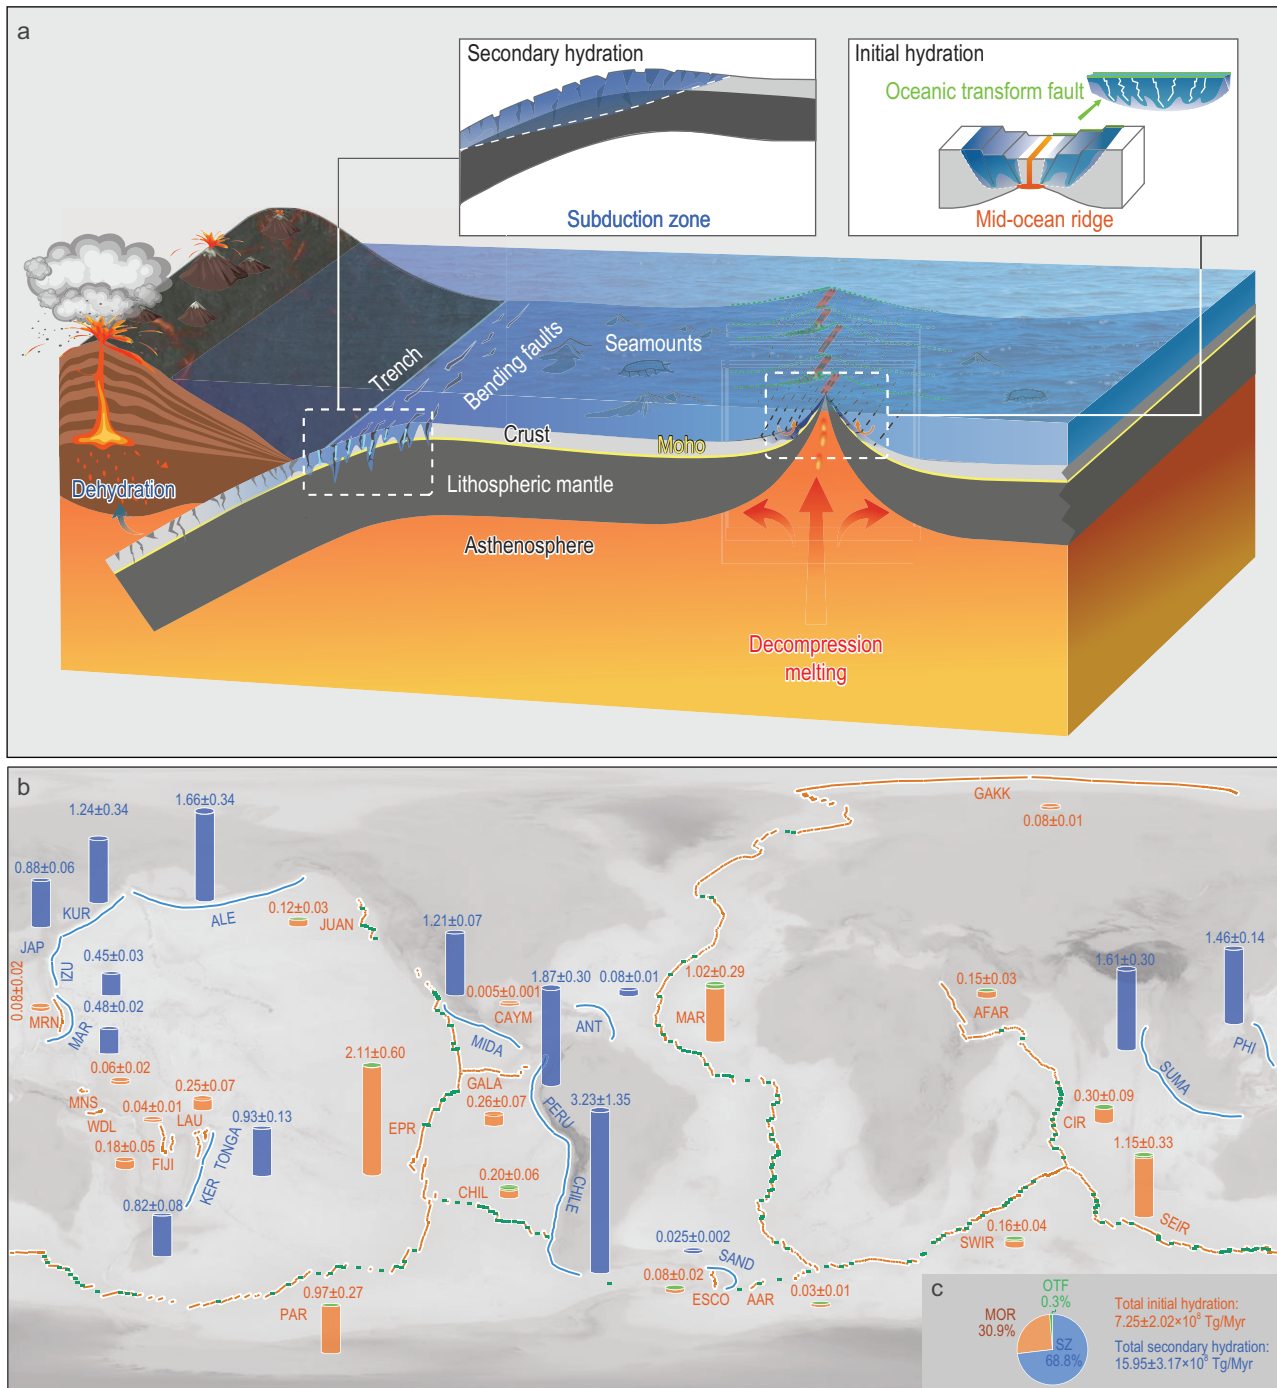 a
Secondary hydration
Subduction zone
Initial hydration
Oceanic transform fault
Mid-ocean ridge
Trench
Bending faults
Seamounts
Crust
Moho
Lithospheric mantle
Dehydration
Asthenosphere
Decompression
melting
b
GAKK
0.08±0.01
1.66±0.34
1.24±0.34
0.88±0.06
KUR
ALE
0.12±0.03
JUAN
JAP
IZU
0.45±0.03
0.08±0.02
MRN
MAR
0.48±0.02
1.21±0.07
0.005±0.001
CAYM
MIDA
1.87±0.30
0.08±0.01
ANT
1.02±0.29
MAR
0.15±0.03
AFAR
1.61±0.30
1.46±0.14
PHI
SUMA
0.06±0.02
MNS
WDL
0.04±0.01
0.25±0.07
LAU
0.18±0.05
FIJI
KER
TONGA
0.93±0.13
0.82±0.08
2.11±0.60
EPR
GALA
0.26±0.07
PERU
3.23±1.35
CHIL
0.20±0.06
CHILE
0.30±0.09
CIR
1.15±0.33
SEIR
0.16±0.04
SWIR
0.025±0.002
SAND
0.08±0.02
ESCO
AAR
0.03±0.01
0.97±0.27
PAR
c
OTF
0.3%
MOR
30.9%
SZ
68.8%
Total initial hydration:
7.25±2.02×10⁸ Tg/Myr
Total secondary hydration:
15.95±3.17×10⁸ Tg/Myr